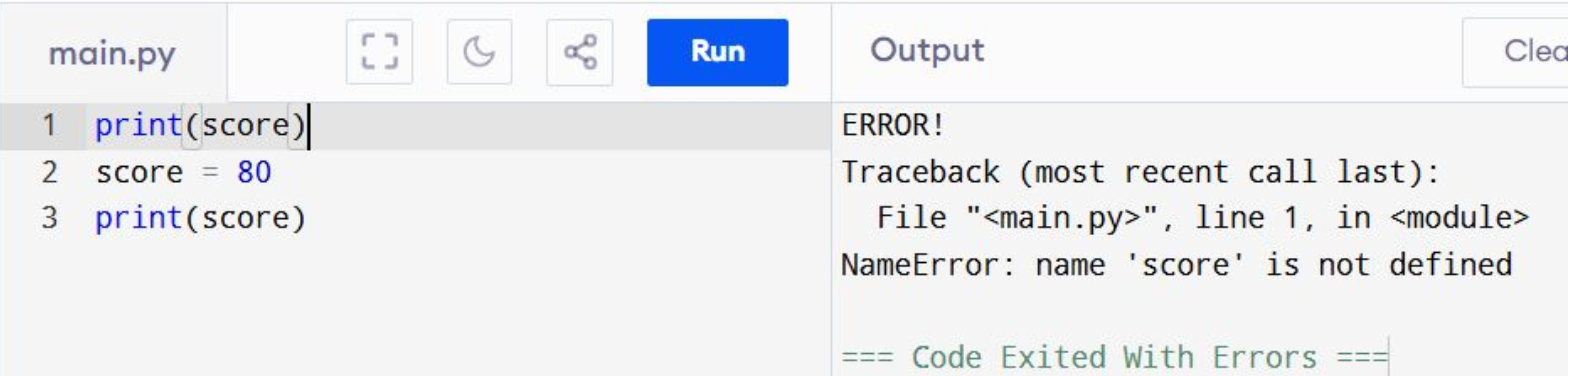 main.py
Run
Output
1 print(score)
2 score = 80
3 print(score)
ERROR!
Traceback (most recent call last):
  File "<main.py>", line 1, in <module>
NameError: name 'score' is not defined
=== Code Exited With Errors ===